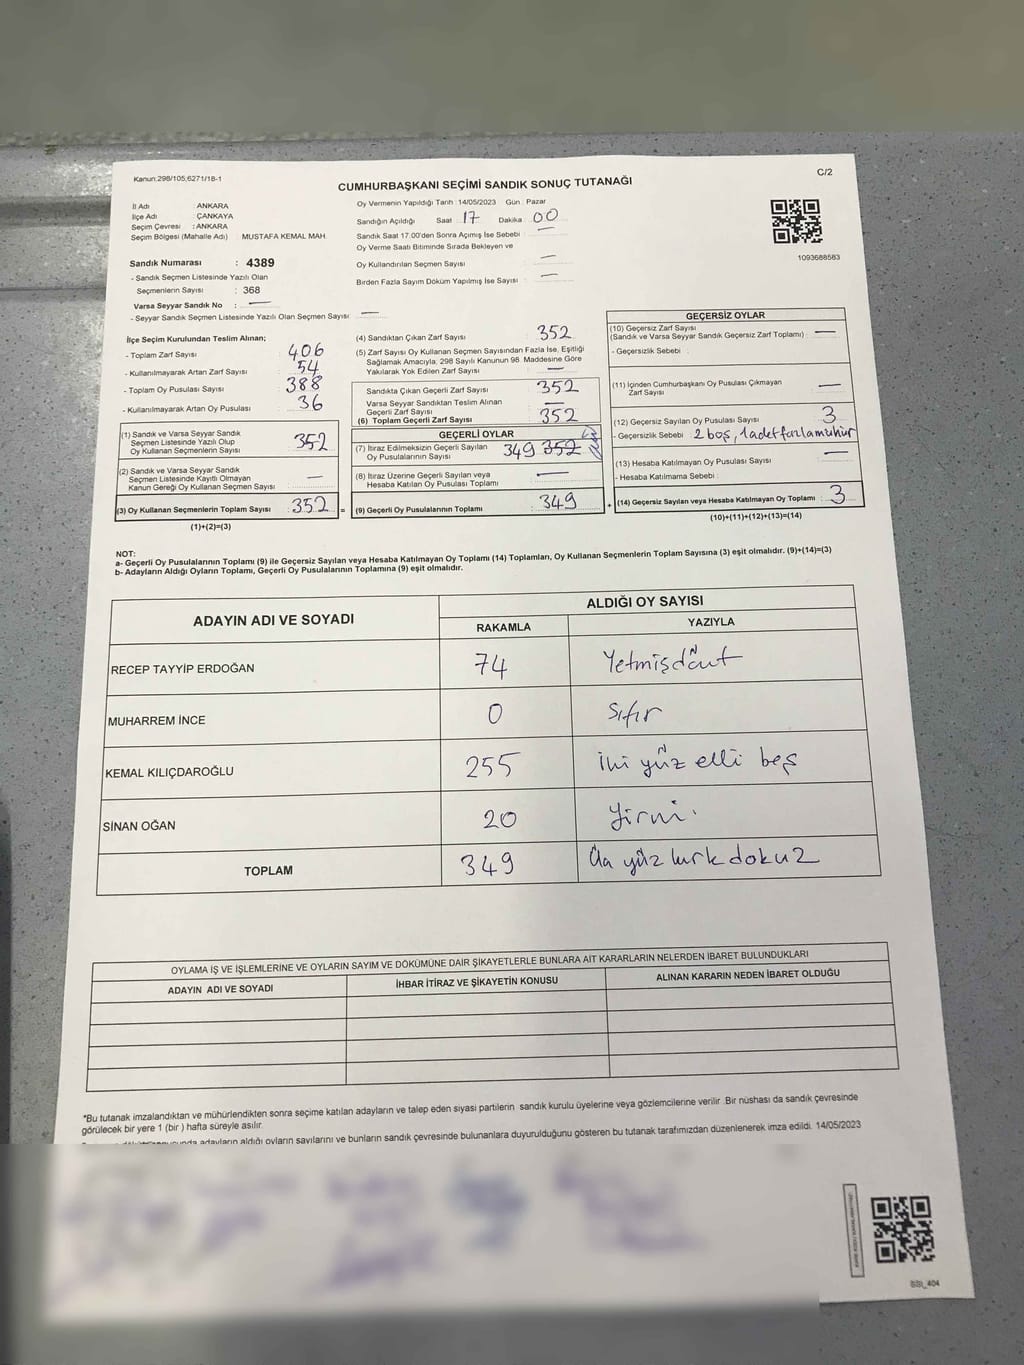 Kanun:298/105,6271/18-1
C/2
CUMHURBAŞKANI SEÇİMİ SANDIK SONUÇ TUTANAĞI
İl Adı ANKARA
İlçe Adı ÇANKAYA
Seçim Çevresi : ANKARA
Seçim Bölgesi (Mahalle Adı) MUSTAFA KEMAL MAH.
Oy Vermenin Yapıldığı Tarih :14/05/2023 Gün : Pazar
Sandığın Açıldığı Saat 17 Dakika 00
Sandık Saat 17.00'den Sonra Açımış İse Sebebi : —
Oy Verme Saati Bitiminde Sırada Bekleyen ve
Oy Kullandırılan Seçmen Sayısı : —
Birden Fazla Sayım Döküm Yapılmış İse Sayısı : —
1093688583
Sandık Numarası : 4389
- Sandık Seçmen Listesinde Yazılı Olan
Seçmenlerin Sayısı : 368
Varsa Seyyar Sandık No : —
- Seyyar Sandık Seçmen Listesinde Yazılı Olan Seçmen Sayısı : —
İlçe Seçim Kurulundan Teslim Alınan;
- Toplam Zarf Sayısı 406
- Kullanılmayarak Artan Zarf Sayısı 54
- Toplam Oy Pusulası Sayısı 388
- Kullanılmayarak Artan Oy Pusulası 36
(1) Sandık ve Varsa Seyyar Sandık
Seçmen Listesinde Yazılı Olup
Oy Kullanan Seçmenlerin Sayısı 352
(2) Sandık ve Varsa Seyyar Sandık
Seçmen Listesinde Kayıtlı Olmayan
Kanun Gereği Oy Kullanan Seçmen Sayısı : —
(3) Oy Kullanan Seçmenlerin Toplam Sayısı : 352 =
(1)+(2)=(3)
(4) Sandıktan Çıkan Zarf Sayısı 352
(5) Zarf Sayısı Oy Kullanan Seçmen Sayısından Fazla İse, Eşitliği
Sağlamak Amacıyla, 298 Sayılı Kanunun 98. Maddesine Göre
Yakılarak Yok Edilen Zarf Sayısı : —
Sandıkta Çıkan Geçerli Zarf Sayısı 352
Varsa Seyyar Sandıktan Teslim Alınan
Geçerli Zarf Sayısı —
(6) Toplam Geçerli Zarf Sayısı 352
GEÇERLİ OYLAR
(7) İtiraz Edilmeksizin Geçerli Sayılan
Oy Pusulalarının Sayısı 349 352
(8) İtiraz Üzerine Geçerli Sayılan veya
Hesaba Katılan Oy Pusulası Toplamı —
(9) Geçerli Oy Pusulalarının Toplamı : 349 +
GEÇERSİZ OYLAR
(10) Geçersiz Zarf Sayısı
(Sandık ve Varsa Seyyar Sandık Geçersiz Zarf Toplamı) : —
- Geçersizlik Sebebi :
(11) İçinden Cumhurbaşkanı Oy Pusulası Çıkmayan
Zarf Sayısı —
(12) Geçersiz Sayılan Oy Pusulası Sayısı : 3
- Geçersizlik Sebebi : 2 boş, 1 adet fazla mühür
(13) Hesaba Katılmayan Oy Pusulası Sayısı : —
- Hesaba Katılmama Sebebi :
(14) Geçersiz Sayılan veya Hesaba Katılmayan Oy Toplamı : 3
(10)+(11)+(12)+(13)=(14)
NOT:
a- Geçerli Oy Pusulalarının Toplamı (9) ile Geçersiz Sayılan veya Hesaba Katılmayan Oy Toplamı (14) Toplamları, Oy Kullanan Seçmenlerin Toplam Sayısına (3) eşit olmalıdır. (9)+(14)=(3)
b- Adayların Aldığı Oyların Toplamı, Geçerli Oy Pusulalarının Toplamına (9) eşit olmalıdır.
ADAYIN ADI VE SOYADI
ALDIĞI OY SAYISI
RAKAMLA YAZIYLA
RECEP TAYYİP ERDOĞAN 74 Yetmişdört
MUHARREM İNCE 0 Sıfır
KEMAL KILIÇDAROĞLU 255 iki yüz elli beş
SİNAN OĞAN 20 Yirmi.
TOPLAM 349 Üç yüz kırk dokuz
OYLAMA İŞ VE İŞLEMLERİNE VE OYLARIN SAYIM VE DÖKÜMÜNE DAİR ŞİKAYETLERLE BUNLARA AİT KARARLARIN NELERDEN İBARET BULUNDUKLARI
ADAYIN ADI VE SOYADI İHBAR İTİRAZ VE ŞİKAYETİN KONUSU ALINAN KARARIN NEDEN İBARET OLDUĞU
*Bu tutanak imzalandıktan ve mühürlendikten sonra seçime katılan adayların ve talep eden siyasi partilerin sandık kurulu üyelerine veya gözlemcilerine verilir .Bir nüshası da sandık çevresinde
görülecek bir yere 1 (bir ) hafta süreyle asılır.
adayların aldığı oyların sayılarını ve bunların sandık çevresinde bulunanlara duyurulduğunu gösteren bu tutanak tarafımızdan düzenlenerek imza edildi. 14/05/2023
SSI_404